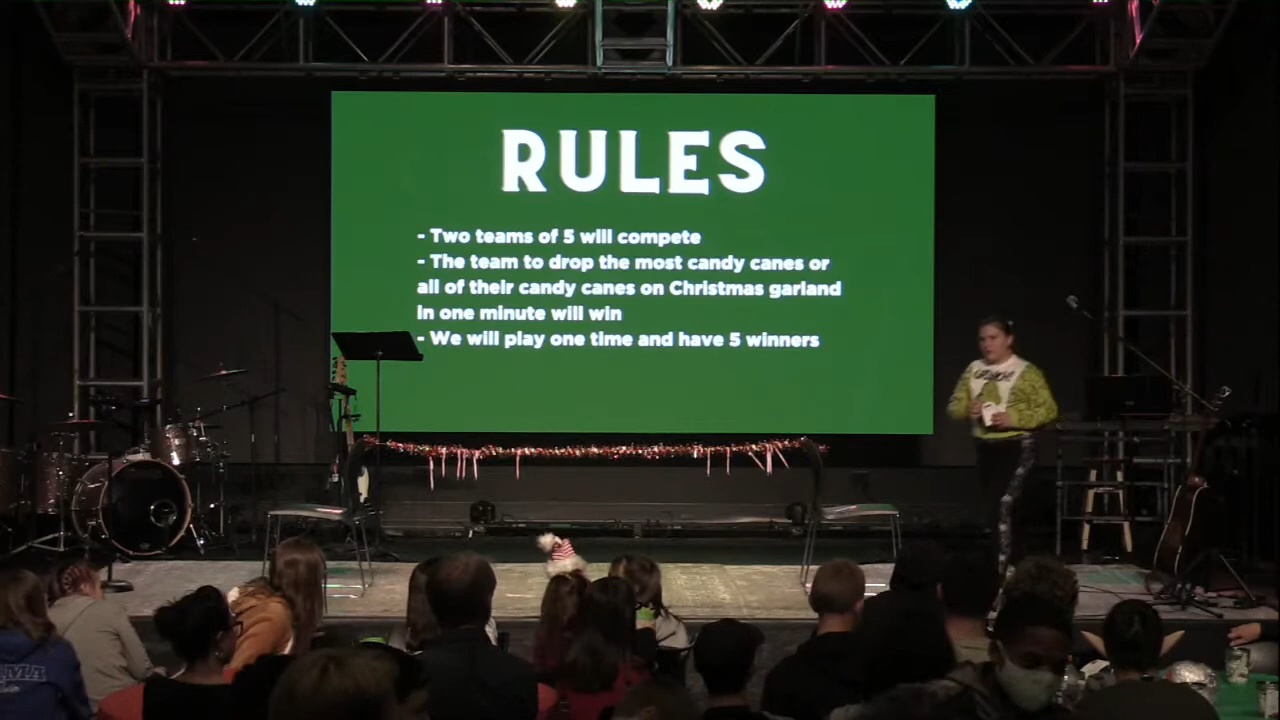 RULES
- Two teams of 5 will compete
- The team to drop the most candy canes or
all of their candy canes on Christmas garland
in one minute will win
- We will play one time and have 5 winners